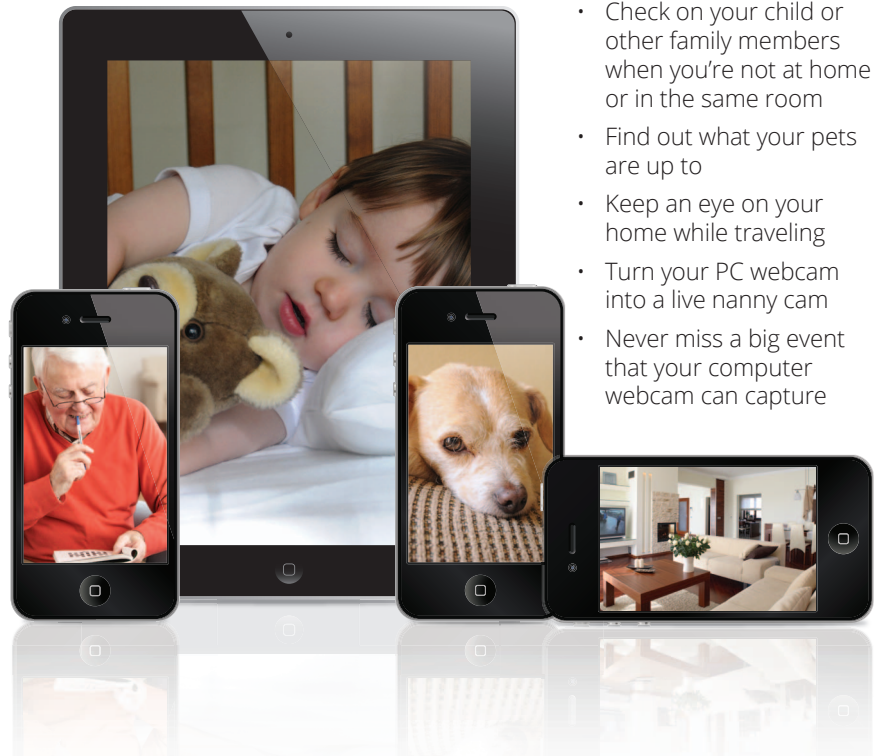 • Check on your child or
other family members
when you're not at home
or in the same room
• Find out what your pets
are up to
• Keep an eye on your
home while traveling
• Turn your PC webcam
into a live nanny cam
• Never miss a big event
that your computer
webcam can capture